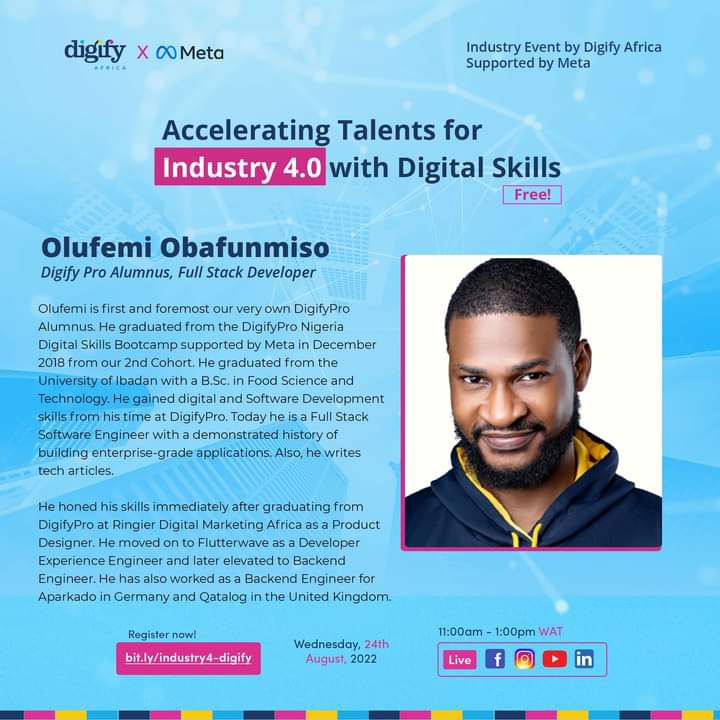 digify
AFRICA
X
Meta
Industry Event by Digify Africa
Supported by Meta
Accelerating Talents for
Industry 4.0 with Digital Skills
Free!
Olufemi Obafunmiso
Digify Pro Alumnus, Full Stack Developer
Olufemi is first and foremost our very own DigifyPro
Alumnus. He graduated from the DigifyPro Nigeria
Digital Skills Bootcamp supported by Meta in December
2018 from our 2nd Cohort. He graduated from the
University of Ibadan with a B.Sc. in Food Science and
Technology. He gained digital and Software Development
skills from his time at DigifyPro. Today he is a Full Stack
Software Engineer with a demonstrated history of
building enterprise-grade applications. Also, he writes
tech articles.
He honed his skills immediately after graduating from
DigifyPro at Ringier Digital Marketing Africa as a Product
Designer. He moved on to Flutterwave as a Developer
Experience Engineer and later elevated to Backend
Engineer. He has also worked as a Backend Engineer for
Aparkado in Germany and Qatalog in the United Kingdom.
Register now!
bit.ly/industry4-digify
Wednesday, 24th
August, 2022
11:00am - 1:00pm WAT
Live